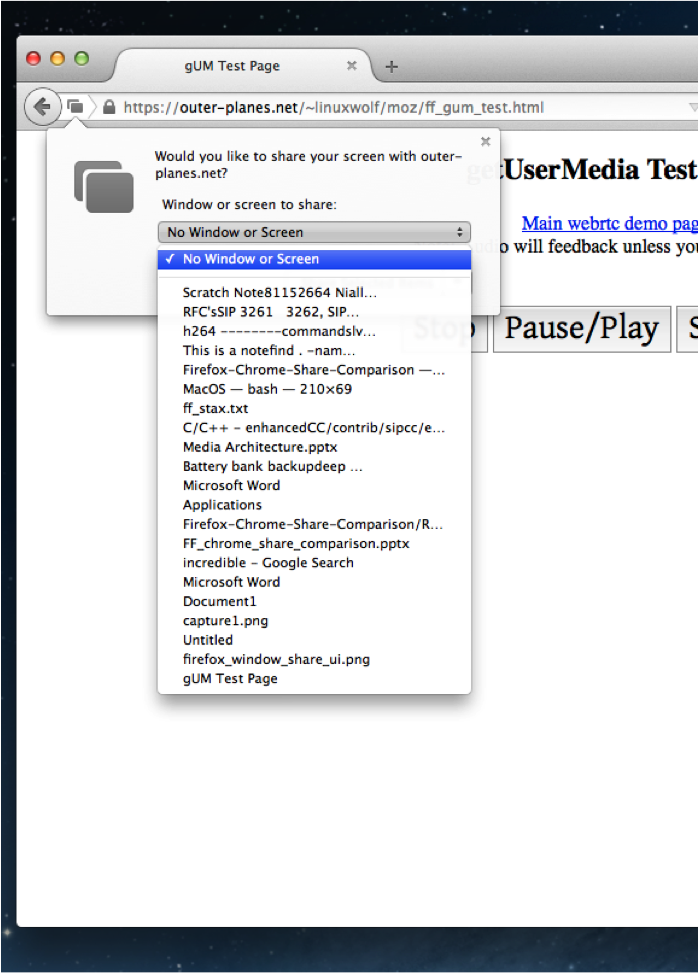 gUM Test Page
https://outer-planes.net/~linuxwolf/moz/ff_gum_test.html
Would you like to share your screen with outer-
planes.net?
Window or screen to share:
No Window or Screen
✓ No Window or Screen
Scratch Note81152664 Niall...
RFC'sSIP 3261 3262, SIP...
h264 --------commandslv...
This is a notefind . -nam...
Firefox-Chrome-Share-Comparison —...
MacOS — bash — 210×69
ff_stax.txt
C/C++ - enhancedCC/contrib/sipcc/e...
Media Architecture.pptx
Battery bank backupdeep ...
Microsoft Word
Applications
Firefox-Chrome-Share-Comparison/R...
FF_chrome_share_comparison.pptx
incredible - Google Search
Microsoft Word
Document1
capture1.png
Untitled
firefox_window_share_ui.png
gUM Test Page
getUserMedia Test
Main webrtc demo pag
o will feedback unless you
Stop Pause/Play S